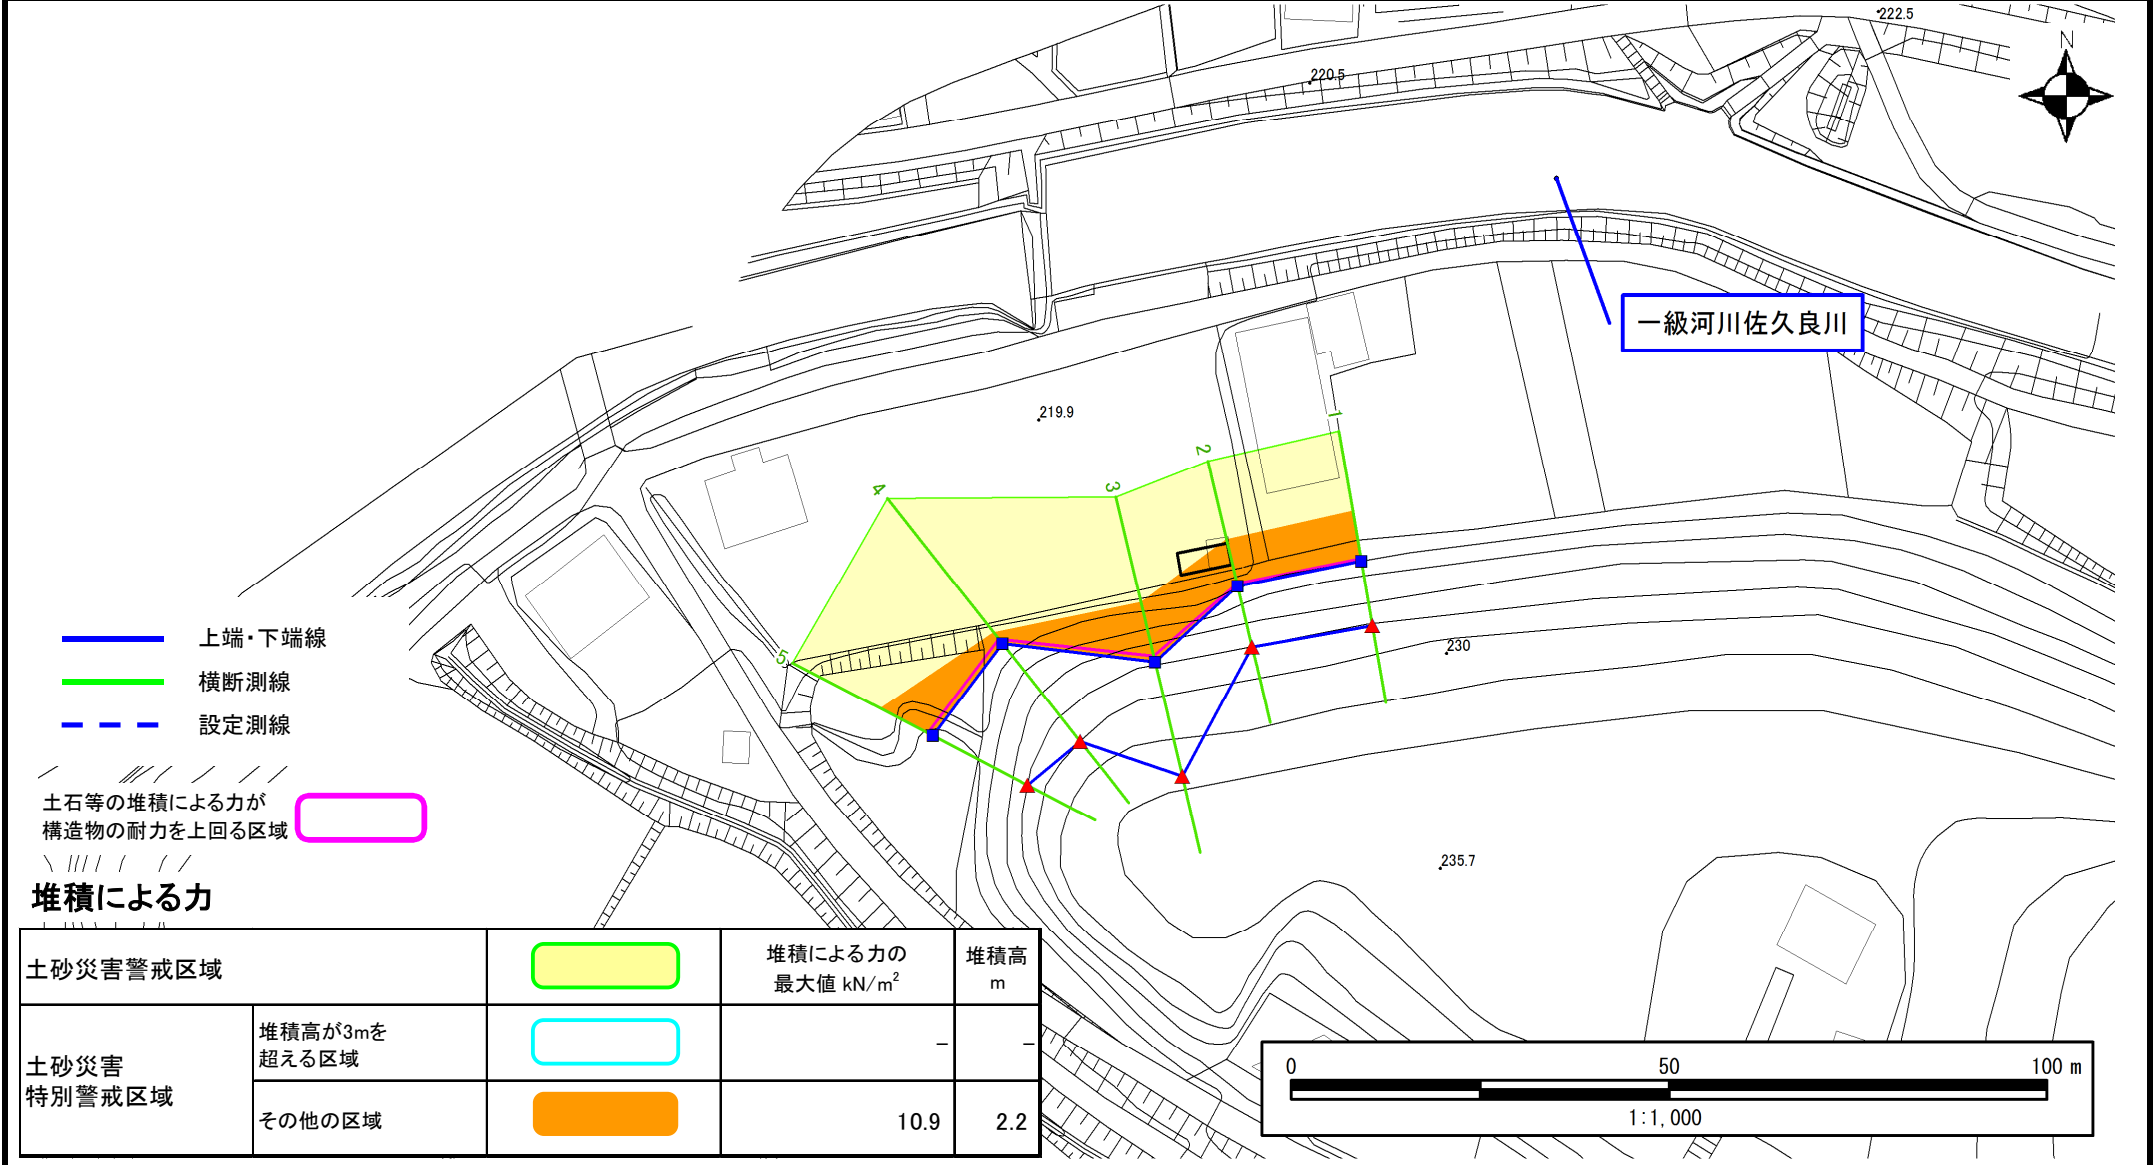 222.5
N
220.5
一級河川佐久良川
219.9
1
2
3
4
5
230
235.7
上端・下端線
横断測線
設定測線
土石等の堆積による力が
構造物の耐力を上回る区域
堆積による力
土砂災害警戒区域
堆積による力の
最大値 kN/m²
堆積高
m
土砂災害
特別警戒区域
堆積高が3mを
超える区域
－
－
その他の区域
10.9
2.2
0 50 100 m
1:1,000